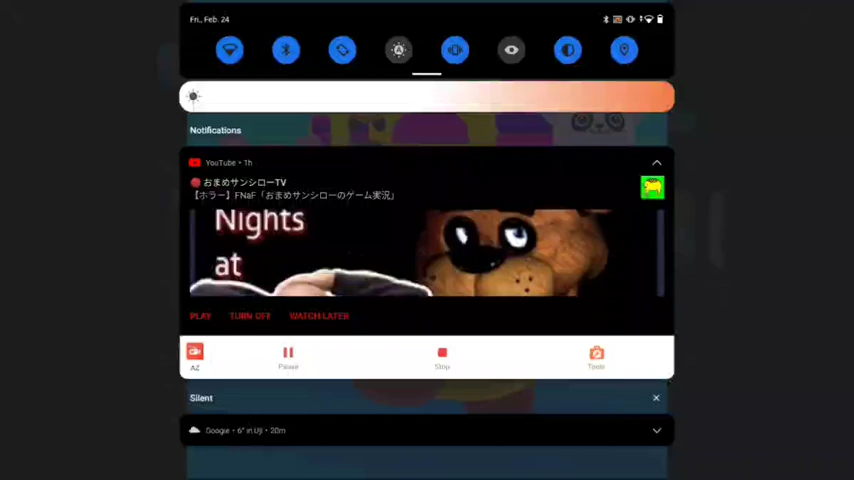 Fri, Feb. 24
Notifications
YouTube • 1h
🔴 おまめサンシローTV
【ホラー】FNaF「おまめサンシローのゲーム実況」
Nights
at
PLAY TURN OFF WATCH LATER
AZ Pause Stop Tools
Silent
Google • 6° in Uji • 20m